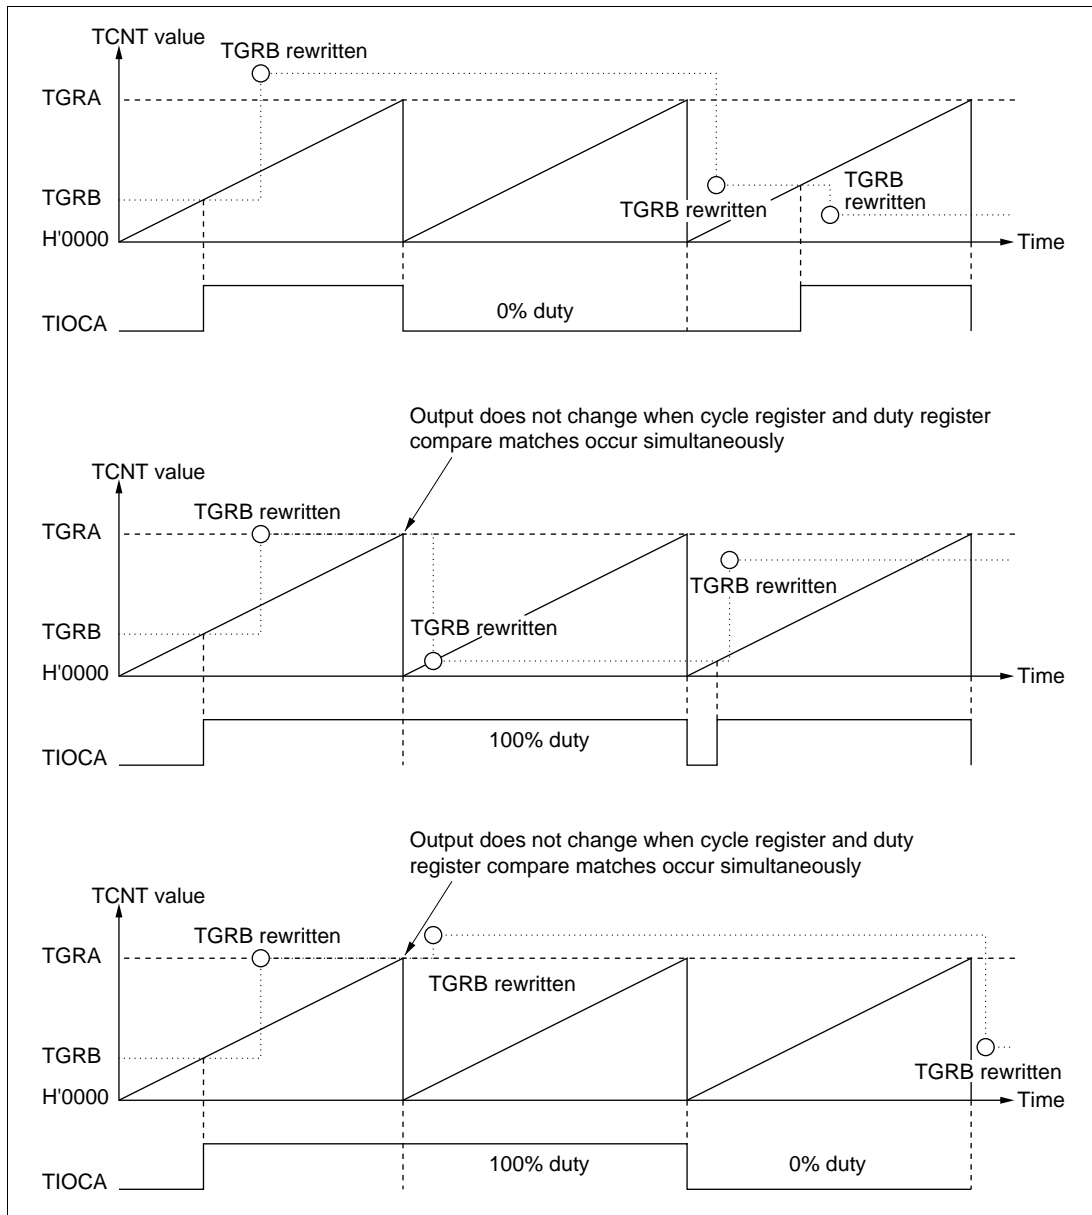 TCNT value
TGRB rewritten
TGRA
TGRB
TGRB rewritten
TGRB
rewritten
H'0000
Time
TIOCA
0% duty
Output does not change when cycle register and duty register
compare matches occur simultaneously
TCNT value
TGRB rewritten
TGRA
TGRB rewritten
TGRB
TGRB rewritten
H'0000
Time
TIOCA
100% duty
Output does not change when cycle register and duty
register compare matches occur simultaneously
TCNT value
TGRB rewritten
TGRA
TGRB rewritten
TGRB
TGRB rewritten
H'0000
Time
TIOCA
100% duty
0% duty